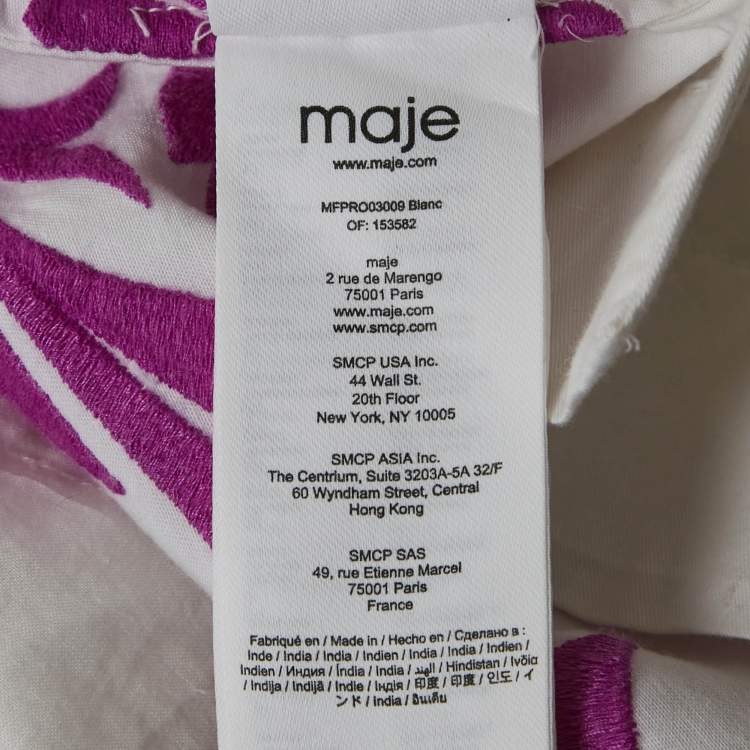 maje
www.maje.com
MFPRO03009 Blanc
OF: 153582
maje
2 rue de Marengo
75001 Paris
www.maje.com
www.smcp.com
SMCP USA Inc.
44 Wall St.
20th Floor
New York, NY 10005
SMCP ASIA Inc.
The Centrium, Suite 3203A-5A 32/F
60 Wyndham Street, Central
Hong Kong
SMCP SAS
49, rue Etienne Marcel
75001 Paris
France
Fabriqué en / Made in / Hecho en / Сделано в :
Inde / India / India / Indien / India / India / India / Indien /
Indien / Индия / Índia / India / الهند / Hindistan / Ινδία
/ Indija / Indijā / Indie / Індія / 印度 / 印度 / 인도 / イ
ンド / India / อินเดีย